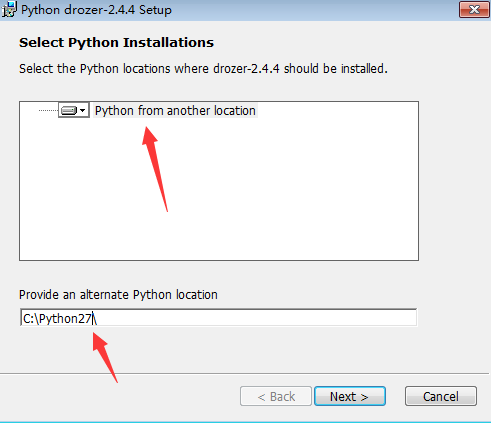 Python drozer-2.4.4 Setup
Select Python Installations
Select the Python locations where drozer-2.4.4 should be installed.
Python from another location
Provide an alternate Python location
C:\Python27\
< Back
Next >
Cancel